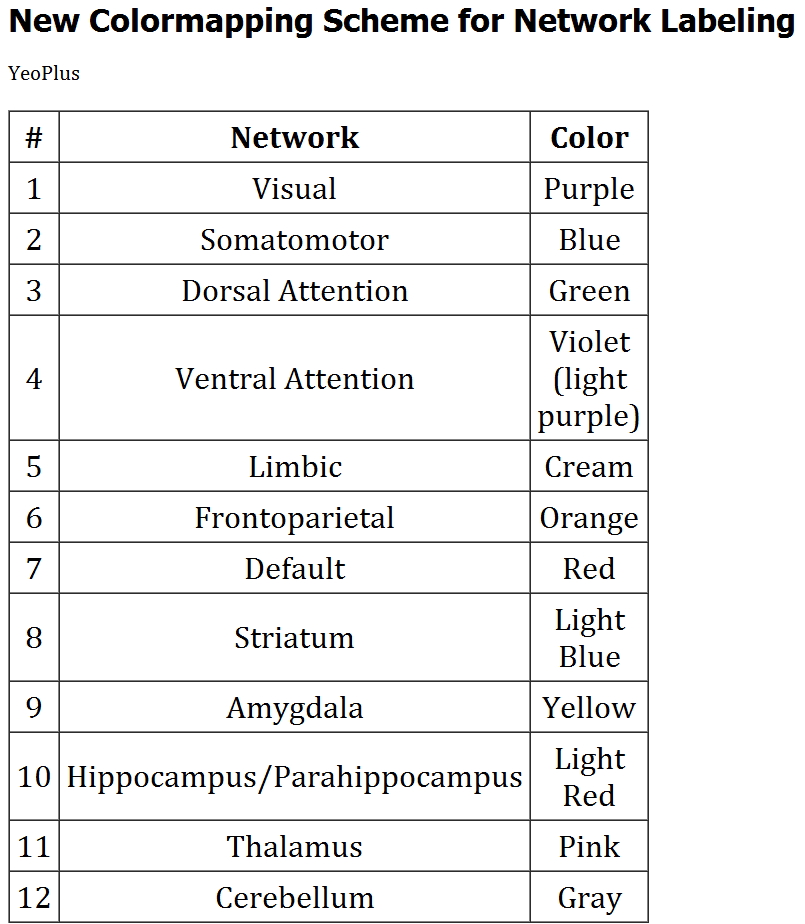 New Colormapping Scheme for Network Labeling
YeoPlus
# Network Color
1 Visual Purple
2 Somatomotor Blue
3 Dorsal Attention Green
4 Ventral Attention Violet
(light
purple)
5 Limbic Cream
6 Frontoparietal Orange
7 Default Red
8 Striatum Light
Blue
9 Amygdala Yellow
10 Hippocampus/Parahippocampus Light
Red
11 Thalamus Pink
12 Cerebellum Gray